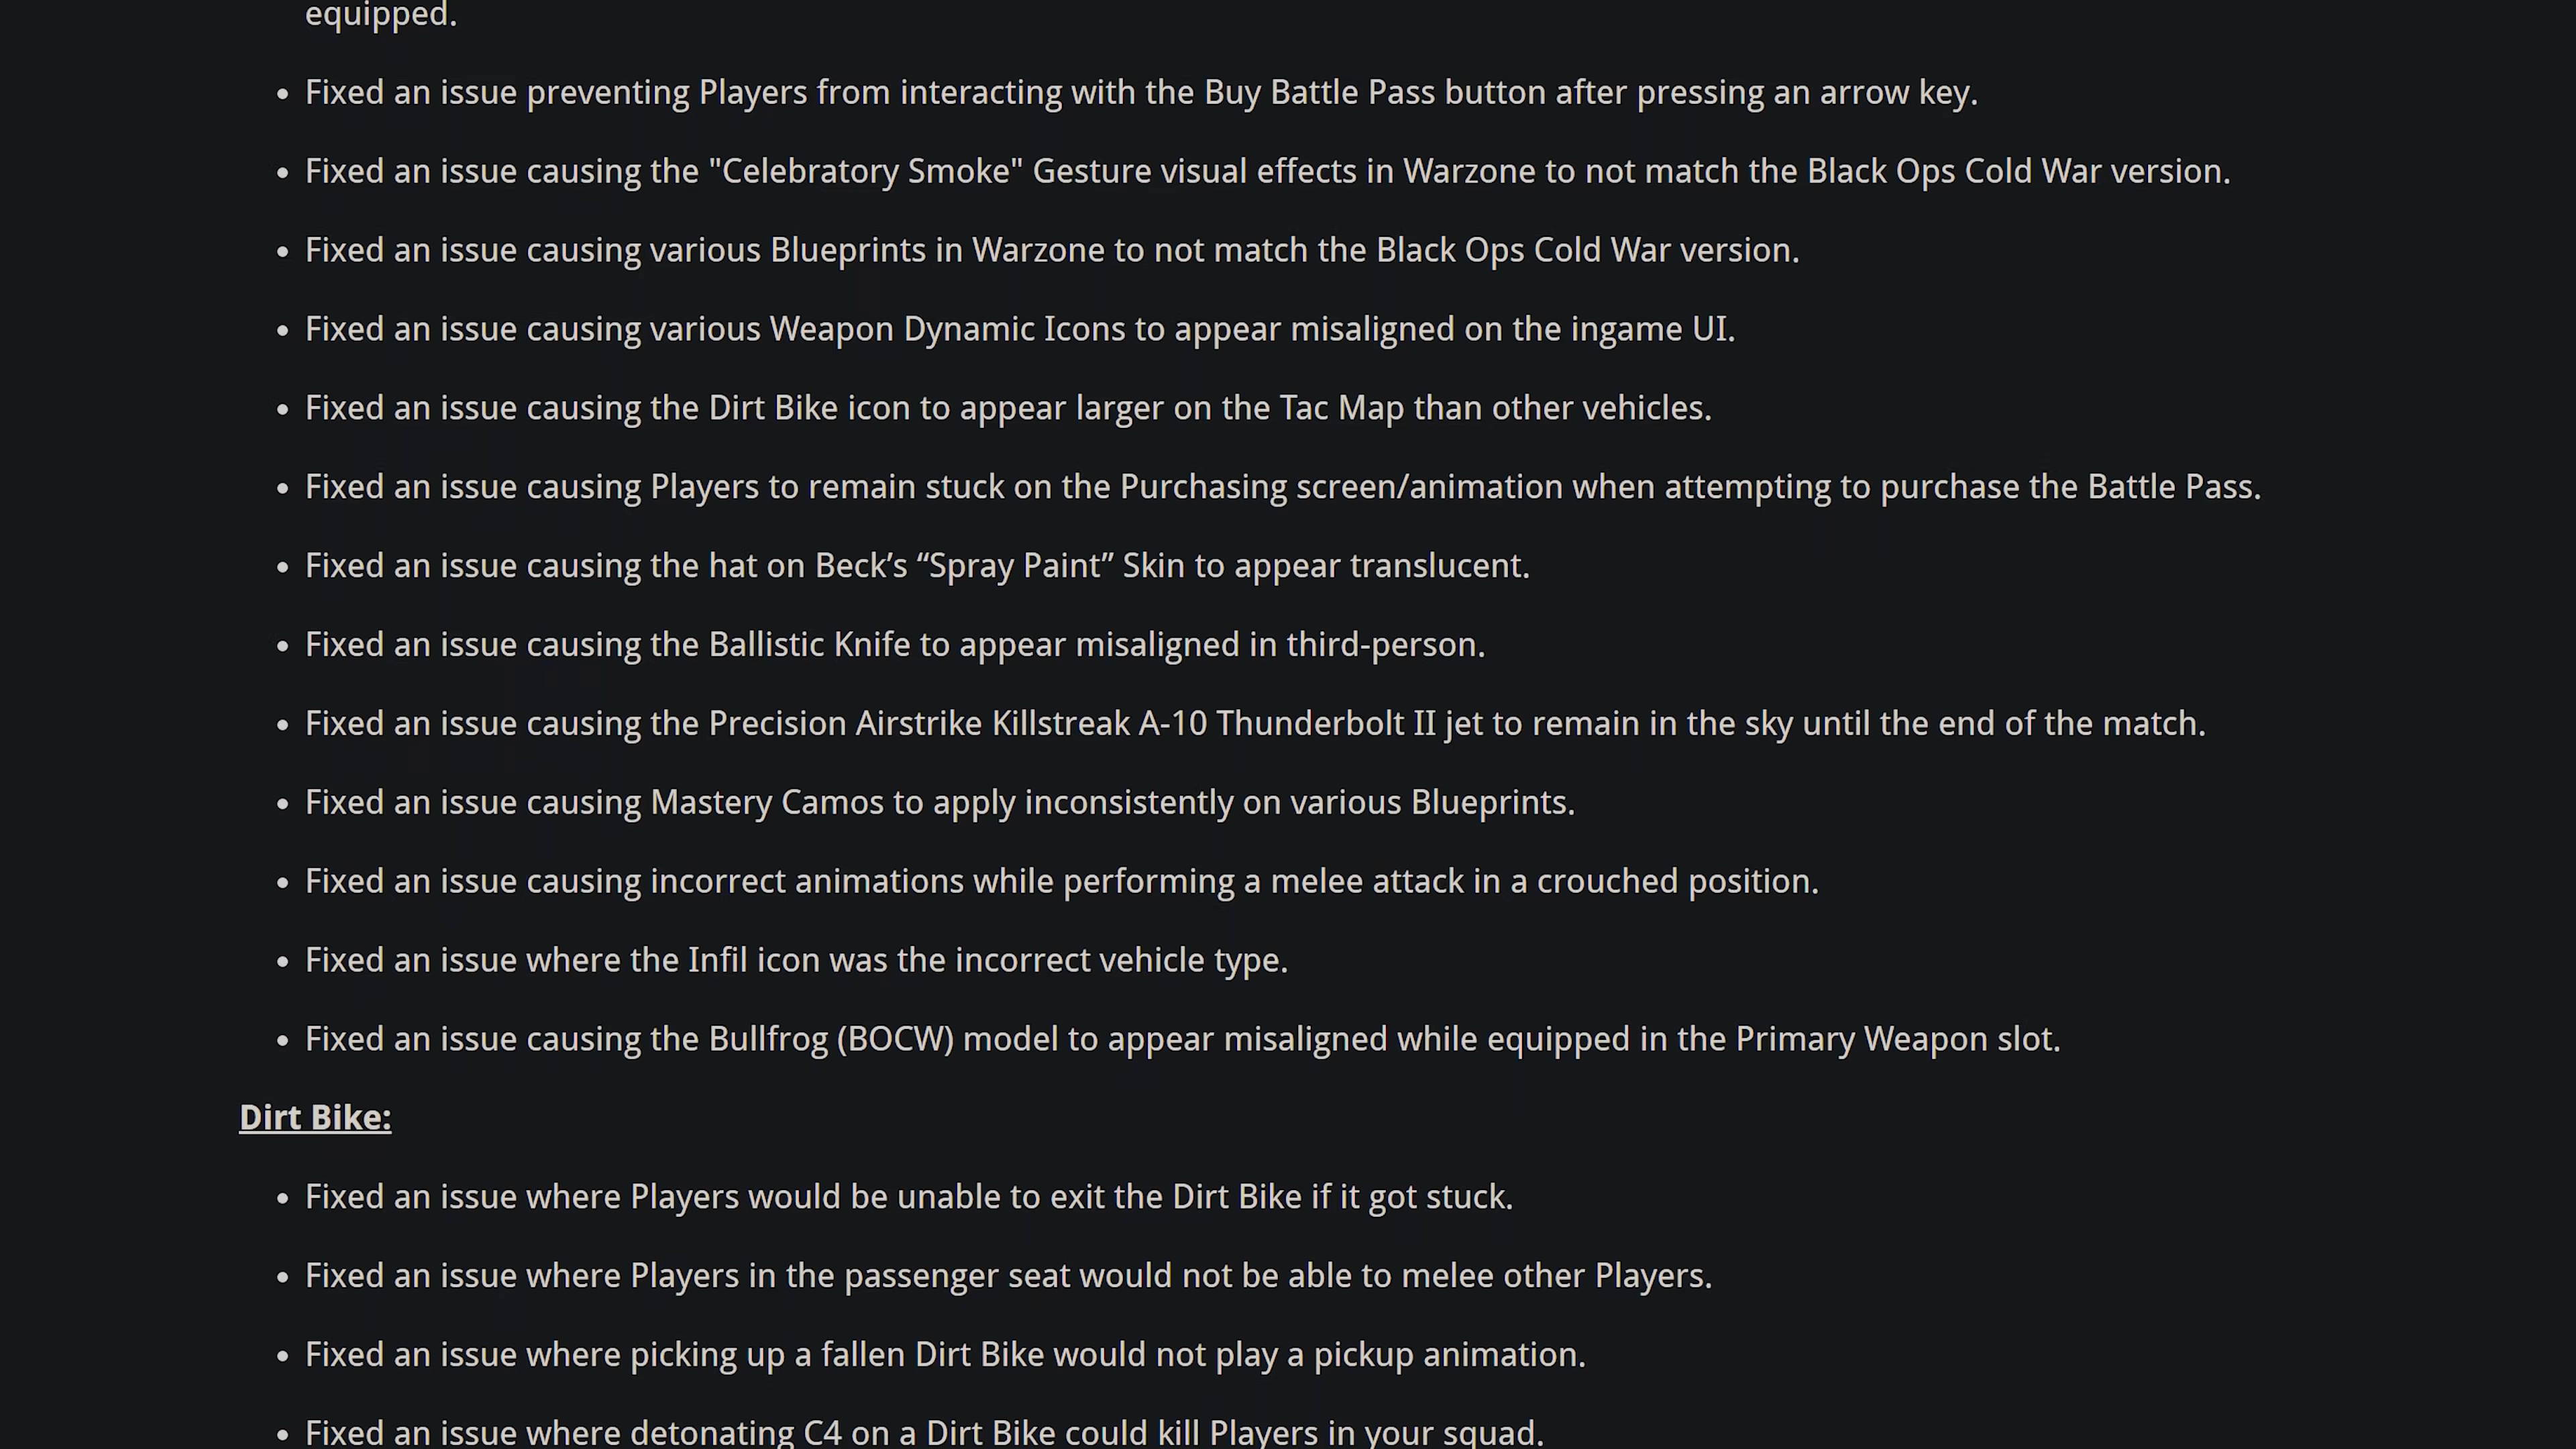 equipped.
• Fixed an issue preventing Players from interacting with the Buy Battle Pass button after pressing an arrow key.
• Fixed an issue causing the "Celebratory Smoke" Gesture visual effects in Warzone to not match the Black Ops Cold War version.
• Fixed an issue causing various Blueprints in Warzone to not match the Black Ops Cold War version.
• Fixed an issue causing various Weapon Dynamic Icons to appear misaligned on the ingame UI.
• Fixed an issue causing the Dirt Bike icon to appear larger on the Tac Map than other vehicles.
• Fixed an issue causing Players to remain stuck on the Purchasing screen/animation when attempting to purchase the Battle Pass.
• Fixed an issue causing the hat on Beck’s “Spray Paint” Skin to appear translucent.
• Fixed an issue causing the Ballistic Knife to appear misaligned in third-person.
• Fixed an issue causing the Precision Airstrike Killstreak A-10 Thunderbolt II jet to remain in the sky until the end of the match.
• Fixed an issue causing Mastery Camos to apply inconsistently on various Blueprints.
• Fixed an issue causing incorrect animations while performing a melee attack in a crouched position.
• Fixed an issue where the Infil icon was the incorrect vehicle type.
• Fixed an issue causing the Bullfrog (BOCW) model to appear misaligned while equipped in the Primary Weapon slot.
Dirt Bike:
• Fixed an issue where Players would be unable to exit the Dirt Bike if it got stuck.
• Fixed an issue where Players in the passenger seat would not be able to melee other Players.
• Fixed an issue where picking up a fallen Dirt Bike would not play a pickup animation.
• Fixed an issue where detonating C4 on a Dirt Bike could kill Players in your squad.